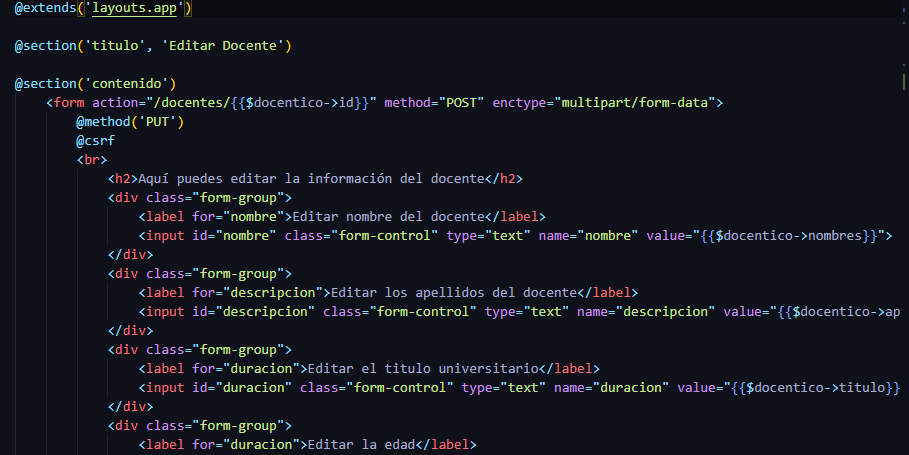 @extends('layouts.app')
@section('titulo', 'Editar Docente')
@section('contenido')
<form action="/docentes/{{$docentico->id}}" method="POST" enctype="multipart/form-data">
@method('PUT')
@csrf
<br>
<h2>Aquí puedes editar la información del docente</h2>
<div class="form-group">
<label for="nombre">Editar nombre del docente</label>
<input id="nombre" class="form-control" type="text" name="nombre" value="{{$docentico->nombres}}">
</div>
<div class="form-group">
<label for="descripcion">Editar los apellidos del docente</label>
<input id="descripcion" class="form-control" type="text" name="descripcion" value="{{$docentico->ap
</div>
<div class="form-group">
<label for="duracion">Editar el titulo universitario</label>
<input id="duracion" class="form-control" type="text" name="duracion" value="{{$docentico->titulo}}
</div>
<div class="form-group">
<label for="duracion">Editar la edad</label>